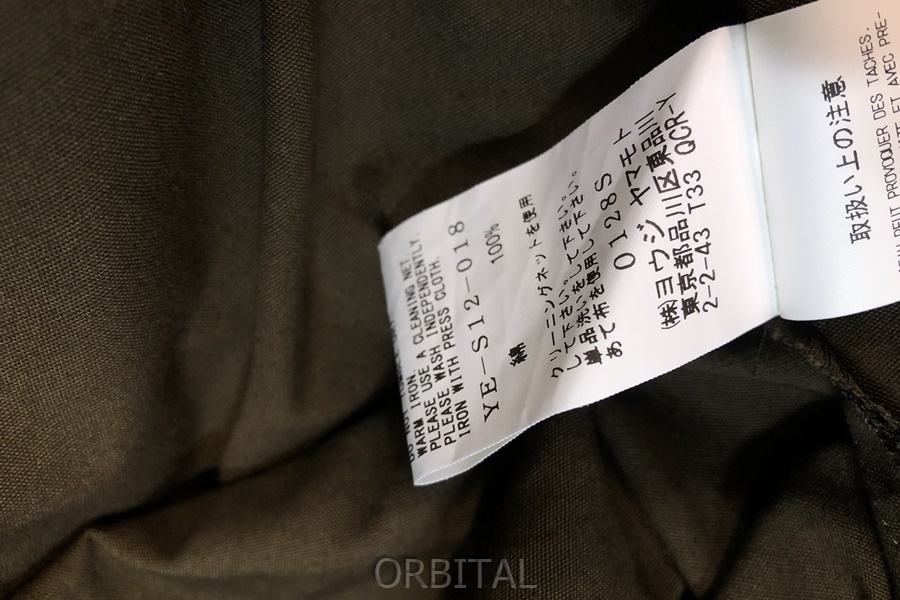 WARM IRON.
PLEASE USE A CLEANING NET.
PLEASE WASH INDEPENDENTLY.
IRON WITH PRESS CLOTH.
YE-S12-018
綿 100%
クリーニングネットを使用
して下さい。
単品洗いをして下さい。
あて布を使用して下さい。
0128S
(株)ヨウジ ヤマモト
東京都品川区東品川
2-2-43 T33 QCR-Y
取扱い上の注意
PEUT PROVOQUER DES TACHES.
ET AVEC PRE-
ORBITAL